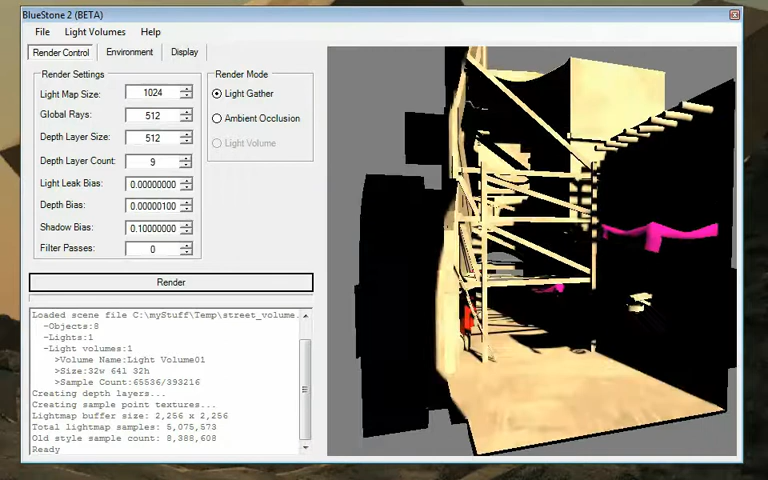 BlueStone 2 (BETA)
File Light Volumes Help
Render Control Environment Display
Render Settings
Light Map Size: 1024
Global Rays: 512
Depth Layer Size: 512
Depth Layer Count: 9
Light Leak Bias: 0.00000000
Depth Bias: 0.00000100
Shadow Bias: 0.10000000
Filter Passes: 0
Render Mode
Light Gather
Ambient Occlusion
Light Volume
Render
Loaded scene file C:\myStuff\Temp\street_volume.
-Objects:8
-Lights:1
-Light volumes:1
>Volume Name:Light Volume01
>Size:32w 64l 32h
>Sample Count:65536/393216
Creating depth layers...
Creating sample point textures...
Lightmap buffer size: 2,256 x 2,256
Total lightmap samples: 5,075,573
Old style sample count: 8,388,608
Ready